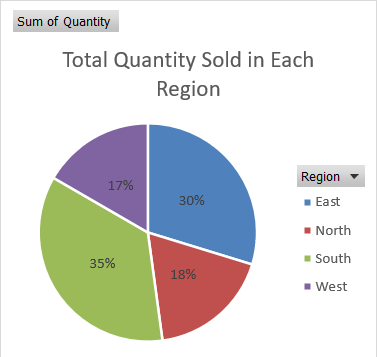 Sum of Quantity
Total Quantity Sold in Each
Region
17%
30%
35%
18%
Region
East
North
South
West